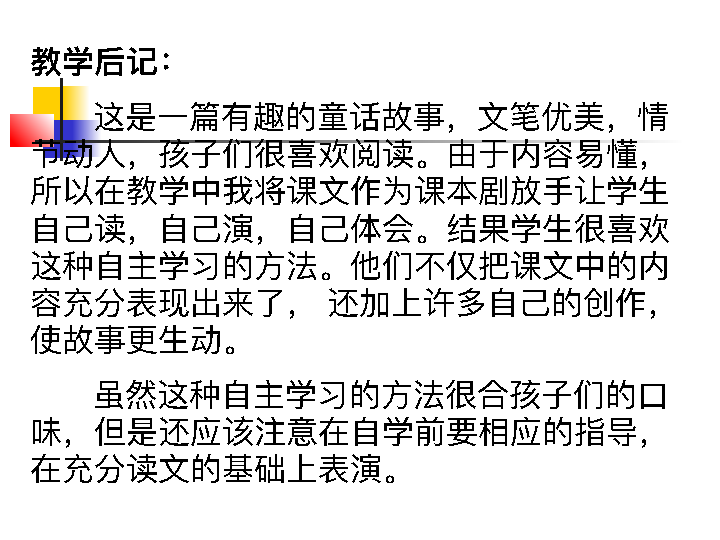 教学后记：
这是一篇有趣的童话故事，文笔优美，情
节动人，孩子们很喜欢阅读。由于内容易懂，
所以在教学中我将课文作为课本剧放手让学生
自己读，自己演，自己体会。结果学生很喜欢
这种自主学习的方法。他们不仅把课文中的内
容充分表现出来了， 还加上许多自己的创作，
使故事更生动。
虽然这种自主学习的方法很合孩子们的口
味，但是还应该注意在自学前要相应的指导，
在充分读文的基础上表演。